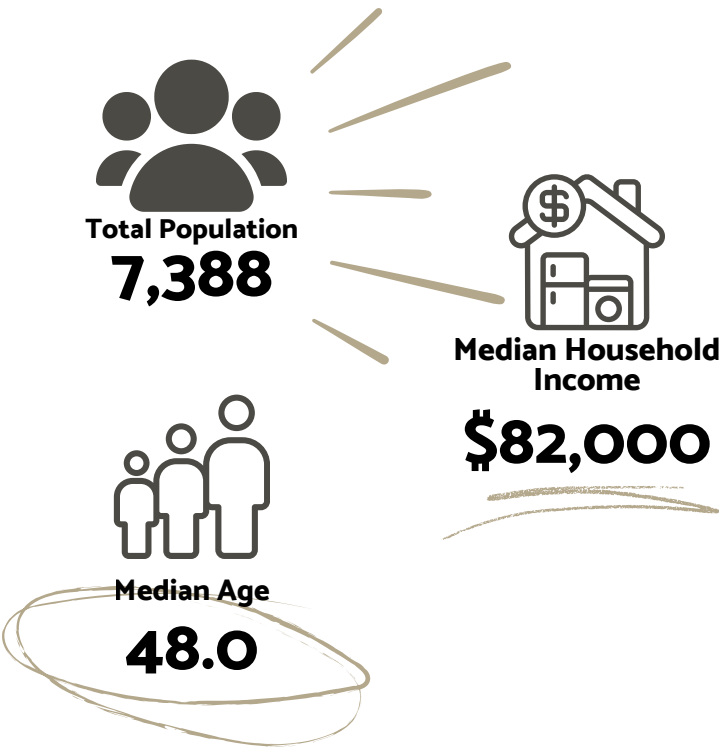 Total Population
7,388
$
Median Household
Income
$82,000
Median Age
48.0